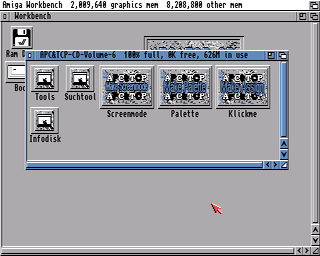 Amiga Workbench 2,009,640 graphics mem 8,208,800 other mem
Workbench
Ram D
Boo
APC&TCP-CD-Volume-6 100% full, 0K free, 626M in use
Tools
Suchtool
Screenmode
Palette
Klickme
Infodisk